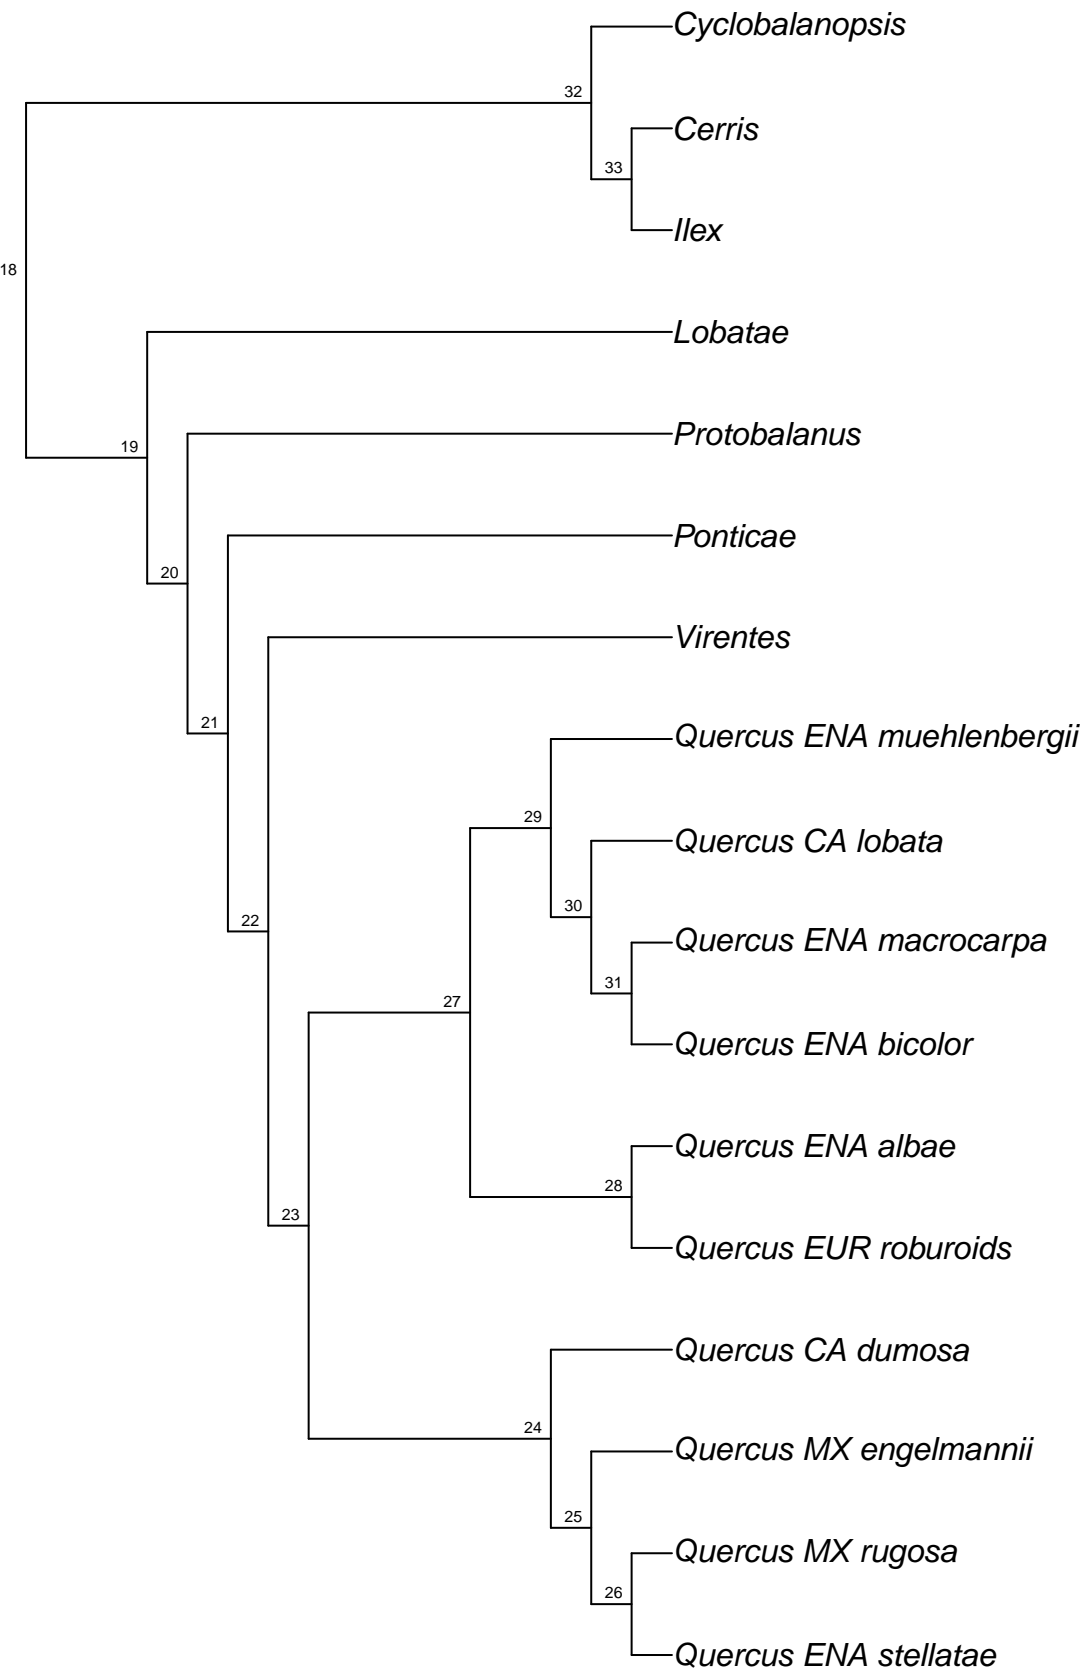 Cyclobalanopsis
32
Cerris
33
Ilex
18
Lobatae
Protobalanus
19
Ponticae
20
Virentes
21
Quercus ENA muehlenbergii
29
Quercus CA lobata
30
22
Quercus ENA macrocarpa
31
27
Quercus ENA bicolor
Quercus ENA albae
28
23
Quercus EUR roburoids
Quercus CA dumosa
24
Quercus MX engelmannii
25
Quercus MX rugosa
26
Quercus ENA stellatae